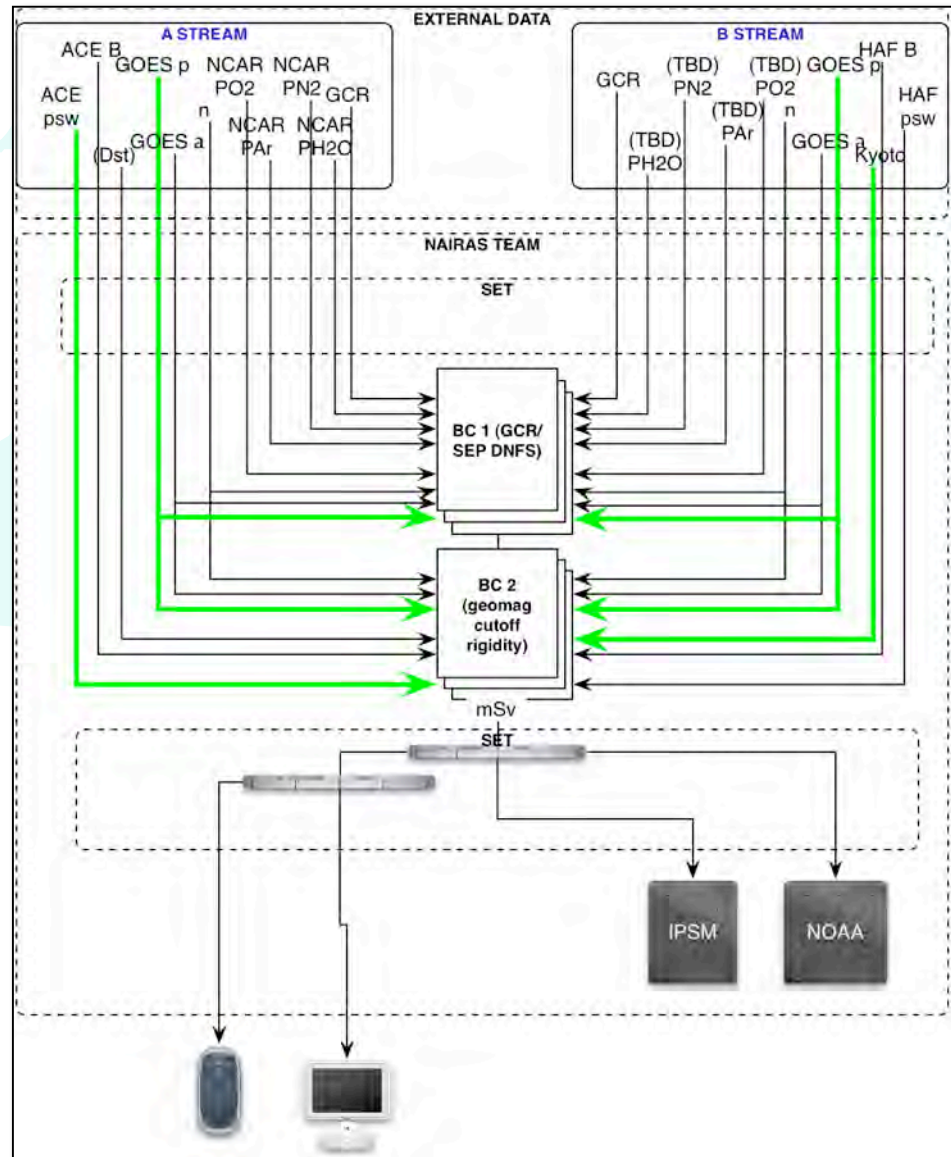 EXTERNAL DATA
A STREAM
ACE B
GOES p
NCAR
PO2
NCAR
PN2
GCR
ACE
psw
(Dst)
GOES a
n
NCAR
PAr
NCAR
PH2O
B STREAM
GCR
(TBD)
PN2
(TBD)
PO2
GOES p
HAF B
HAF
psw
(TBD)
PH2O
(TBD)
PAr
n
GOES a
Kyoto
NAIRAS TEAM
SET
BC 1 (GCR/
SEP DNFS)
BC 2
(geomag
cutoff
rigidity)
mSv
SET
IPSM
NOAA